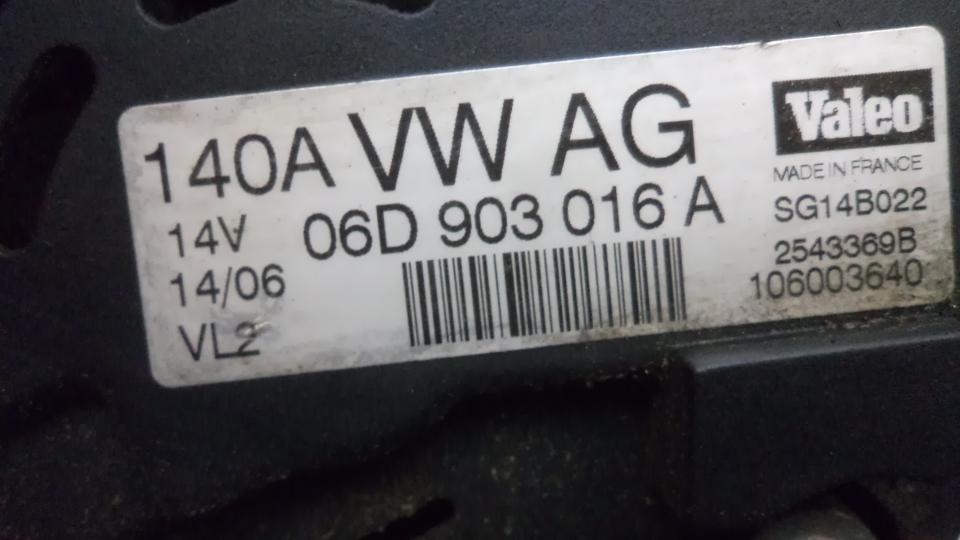 140A VW AG
14V 06D 903 016 A
14/06
VL2
Valeo
MADE IN FRANCE
SG14B022
2543369B
106003640